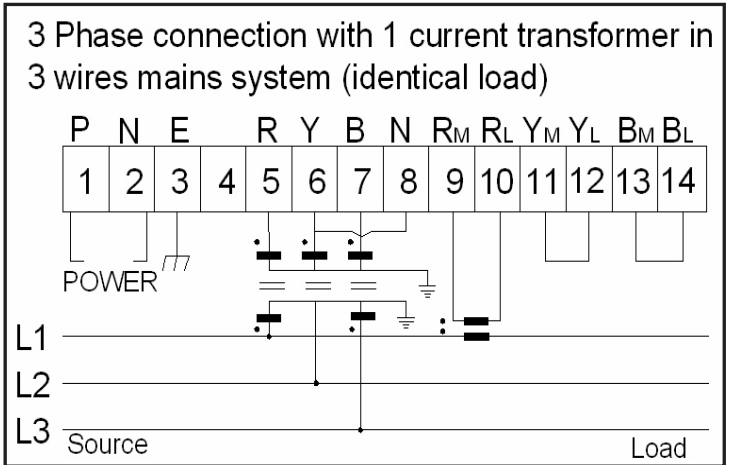 3 Phase connection with 1 current transformer in
3 wires mains system (identical load)
P N E R Y B N RM RL YM YL BM BL
1 2 3 4 5 6 7 8 9 10 11 12 13 14
POWER
L1
L2
L3 Source Load